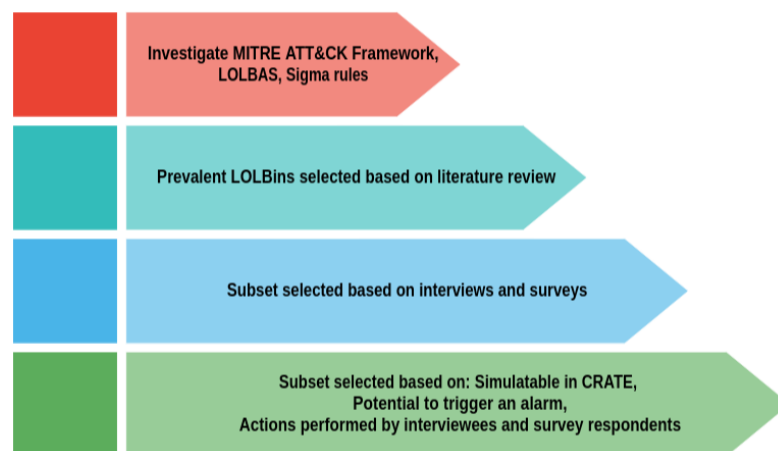 Investigate MITRE ATT&CK Framework,
LOLBAS, Sigma rules
Prevalent LOLBins selected based on literature review
Subset selected based on interviews and surveys
Subset selected based on: Simulatable in CRATE,
Potential to trigger an alarm,
Actions performed by interviewees and survey respondents